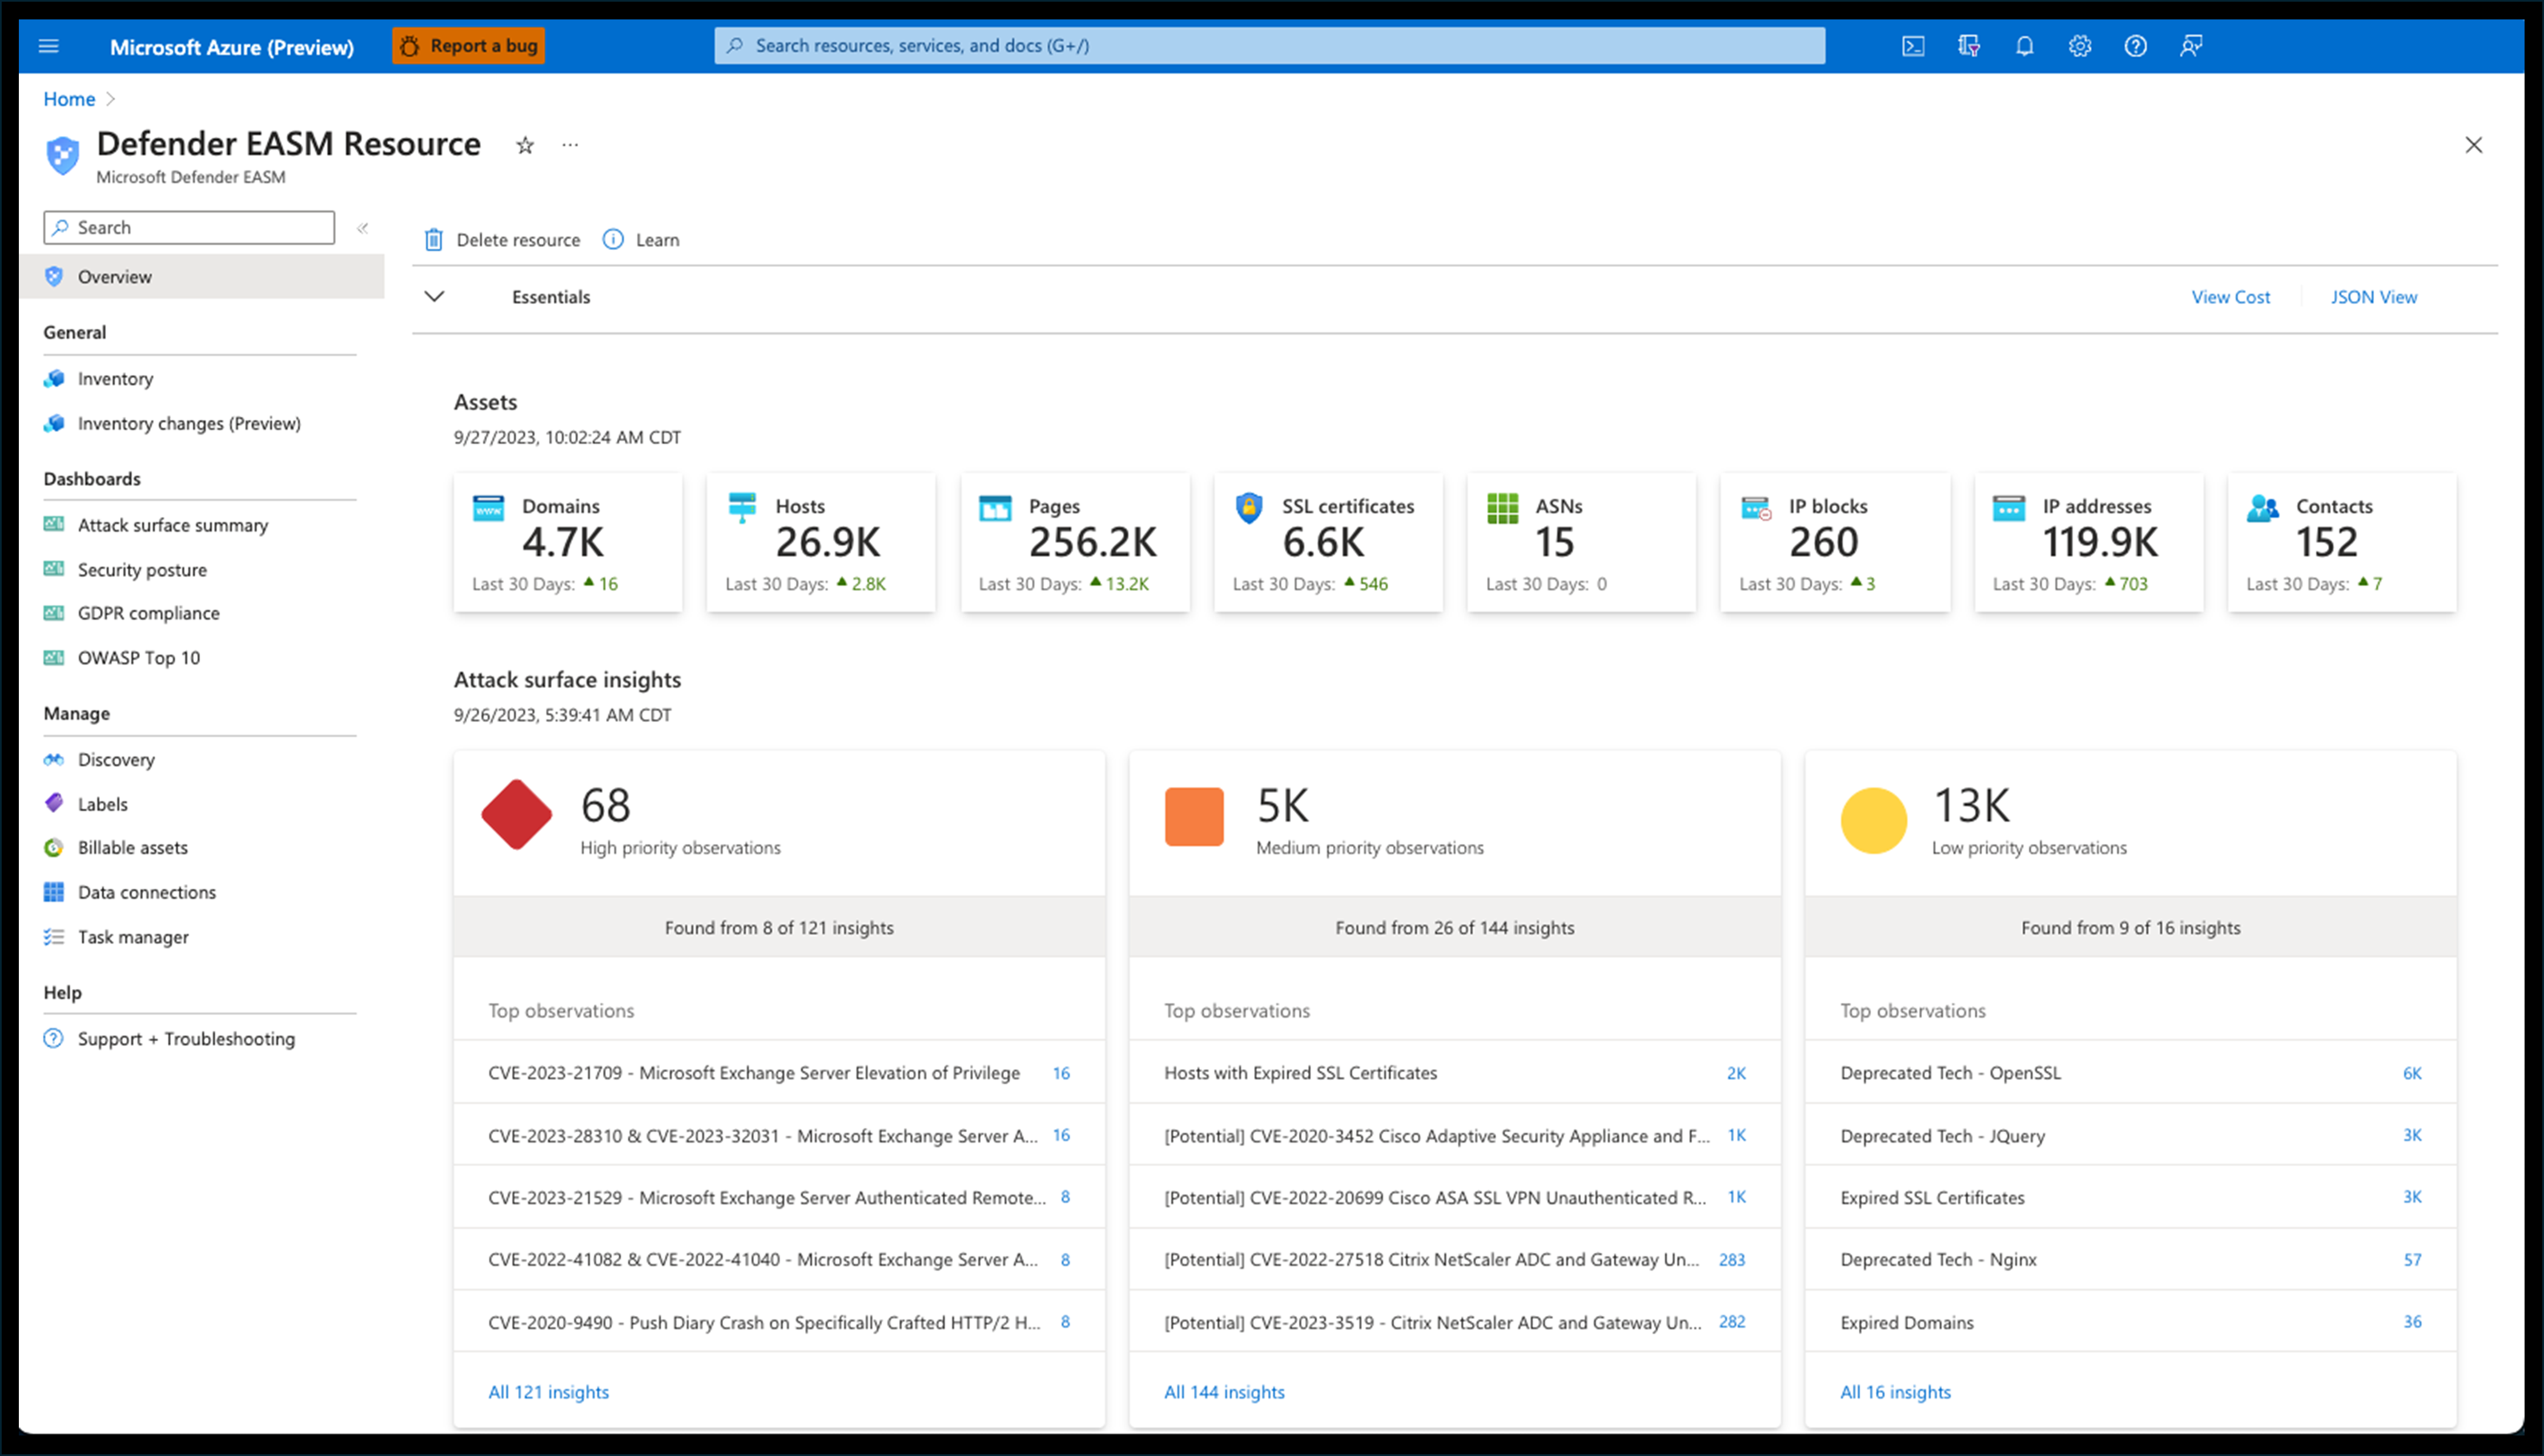 Microsoft Azure (Preview)
Report a bug
Search resources, services, and docs (G+/)
Home
Defender EASM Resource
Microsoft Defender EASM
Search
Overview
General
Inventory
Inventory changes (Preview)
Dashboards
Attack surface summary
Security posture
GDPR compliance
OWASP Top 10
Manage
Discovery
Labels
Billable assets
Data connections
Task manager
Help
Support + Troubleshooting
Delete resource
Learn
Essentials
View Cost
JSON View
Assets
9/27/2023, 10:02:24 AM CDT
Domains
4.7K
Last 30 Days: ▲16
Hosts
26.9K
Last 30 Days: ▲2.8K
Pages
256.2K
Last 30 Days: ▲13.2K
SSL certificates
6.6K
Last 30 Days: ▲546
ASNs
15
Last 30 Days: 0
IP blocks
260
Last 30 Days: ▲3
IP addresses
119.9K
Last 30 Days: ▲703
Contacts
152
Last 30 Days: ▲7
Attack surface insights
9/26/2023, 5:39:41 AM CDT
68
High priority observations
Found from 8 of 121 insights
Top observations
CVE-2023-21709 - Microsoft Exchange Server Elevation of Privilege 16
CVE-2023-28310 & CVE-2023-32031 - Microsoft Exchange Server A... 16
CVE-2023-21529 - Microsoft Exchange Server Authenticated Remote... 8
CVE-2022-41082 & CVE-2022-41040 - Microsoft Exchange Server A... 8
CVE-2020-9490 - Push Diary Crash on Specifically Crafted HTTP/2 H... 8
All 121 insights
5K
Medium priority observations
Found from 26 of 144 insights
Top observations
Hosts with Expired SSL Certificates 2K
[Potential] CVE-2020-3452 Cisco Adaptive Security Appliance and F... 1K
[Potential] CVE-2022-20699 Cisco ASA SSL VPN Unauthenticated R... 1K
[Potential] CVE-2022-27518 Citrix NetScaler ADC and Gateway Un... 283
[Potential] CVE-2023-3519 - Citrix NetScaler ADC and Gateway Un... 282
All 144 insights
13K
Low priority observations
Found from 9 of 16 insights
Top observations
Deprecated Tech - OpenSSL 6K
Deprecated Tech - JQuery 3K
Expired SSL Certificates 3K
Deprecated Tech - Nginx 57
Expired Domains 36
All 16 insights